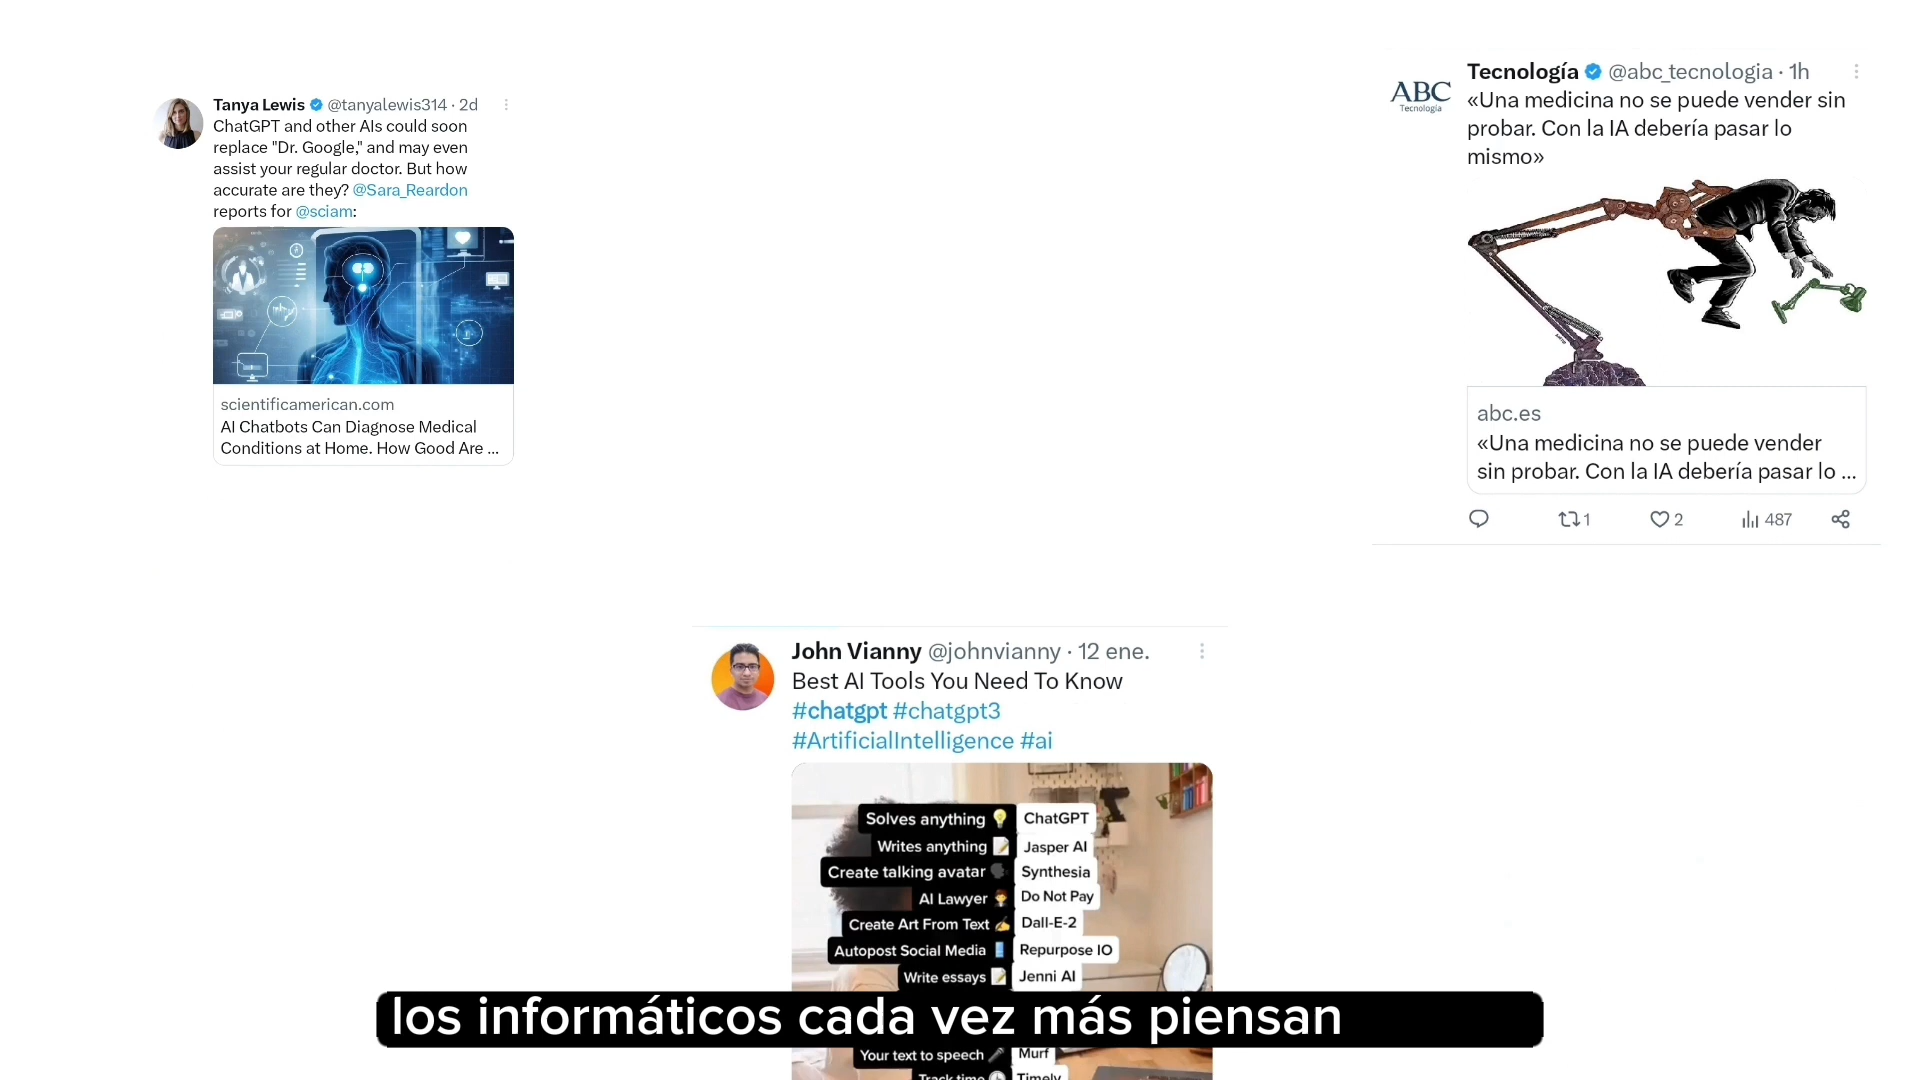 Tanya Lewis @tanyalewis314 · 2d
ChatGPT and other AIs could soon
replace "Dr. Google," and may even
assist your regular doctor. But how
accurate are they? @Sara_Reardon
reports for @sciam:
scientificamerican.com
AI Chatbots Can Diagnose Medical
Conditions at Home. How Good Are ...
ABC
Tecnología
Tecnología @abc_tecnologia · 1h
«Una medicina no se puede vender sin
probar. Con la IA debería pasar lo
mismo»
abc.es
«Una medicina no se puede vender
sin probar. Con la IA debería pasar lo ...
1 2 487
John Vianny @johnvianny · 12 ene.
Best AI Tools You Need To Know
#chatgpt #chatgpt3
#ArtificialIntelligence #ai
Solves anything 💡 ChatGPT
Writes anything 📝 Jasper AI
Create talking avatar 🗣 Synthesia
AI Lawyer Do Not Pay
Create Art From Text ✍ Dall-E-2
Autopost Social Media 📱 Repurpose IO
Write essays 📝 Jenni AI
los informáticos cada vez más piensan
Your text to speech 🎤 Murf
Track time 🕒 Timely